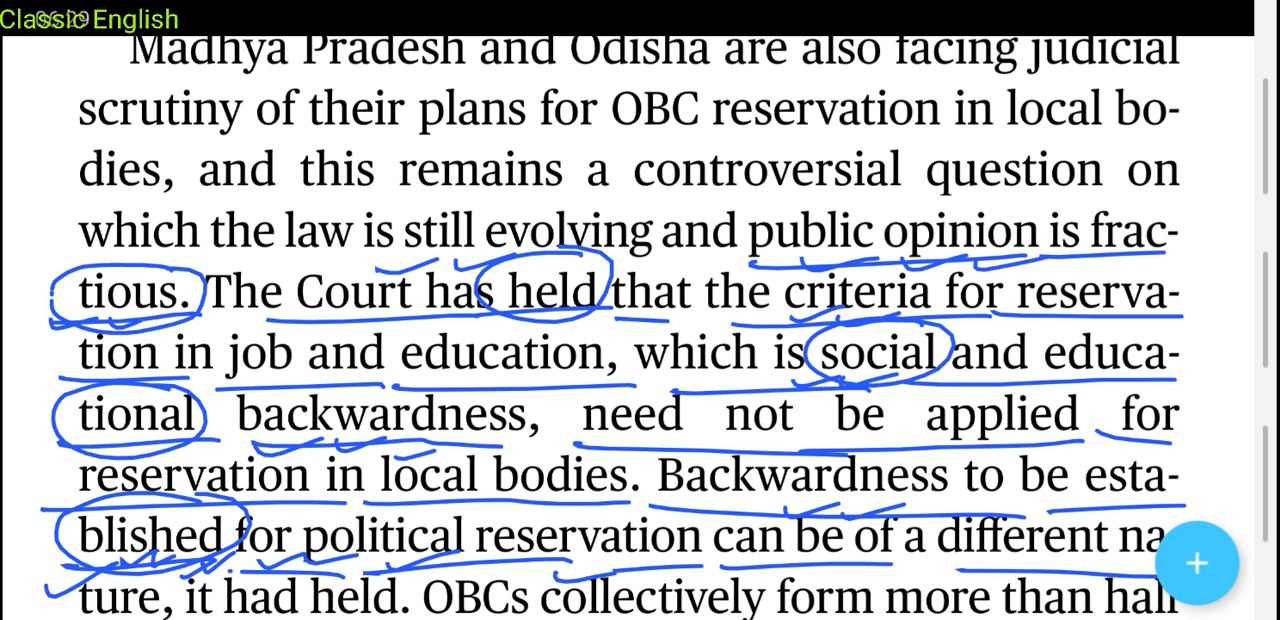 Classic English
06:29
Madhya Pradesh and Odisha are also facing judicial
scrutiny of their plans for OBC reservation in local bo-
dies, and this remains a controversial question on
which the law is still evolving and public opinion is frac-
tious. The Court has held that the criteria for reserva-
tion in job and education, which is social and educa-
tional backwardness, need not be applied for
reservation in local bodies. Backwardness to be esta-
blished for political reservation can be of a different na-
ture, it had held. OBCs collectively form more than half